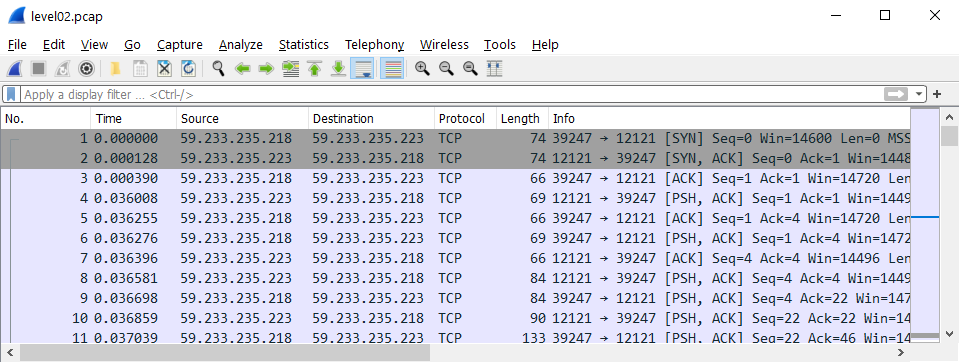 level02.pcap
File Edit View Go Capture Analyze Statistics Telephony Wireless Tools Help
Apply a display filter ... <Ctrl-/>
No. Time Source Destination Protocol Length Info
1 0.000000 59.233.235.218 59.233.235.223 TCP 74 39247 → 12121 [SYN] Seq=0 Win=14600 Len=0 MSS
2 0.000128 59.233.235.223 59.233.235.218 TCP 74 12121 → 39247 [SYN, ACK] Seq=0 Ack=1 Win=1448
3 0.000390 59.233.235.218 59.233.235.223 TCP 66 39247 → 12121 [ACK] Seq=1 Ack=1 Win=14720 Len
4 0.036008 59.233.235.223 59.233.235.218 TCP 69 12121 → 39247 [PSH, ACK] Seq=1 Ack=1 Win=1449
5 0.036255 59.233.235.218 59.233.235.223 TCP 66 39247 → 12121 [ACK] Seq=1 Ack=4 Win=14720 Len
6 0.036276 59.233.235.218 59.233.235.223 TCP 69 39247 → 12121 [PSH, ACK] Seq=1 Ack=4 Win=1472
7 0.036396 59.233.235.223 59.233.235.218 TCP 66 12121 → 39247 [ACK] Seq=4 Ack=4 Win=14496 Len
8 0.036581 59.233.235.223 59.233.235.218 TCP 84 12121 → 39247 [PSH, ACK] Seq=4 Ack=4 Win=1449
9 0.036698 59.233.235.218 59.233.235.223 TCP 84 39247 → 12121 [PSH, ACK] Seq=4 Ack=22 Win=147
10 0.036859 59.233.235.223 59.233.235.218 TCP 90 12121 → 39247 [PSH, ACK] Seq=22 Ack=22 Win=14
11 0.037039 59.233.235.218 59.233.235.223 TCP 133 39247 → 12121 [PSH, ACK] Seq=22 Ack=46 Win=14